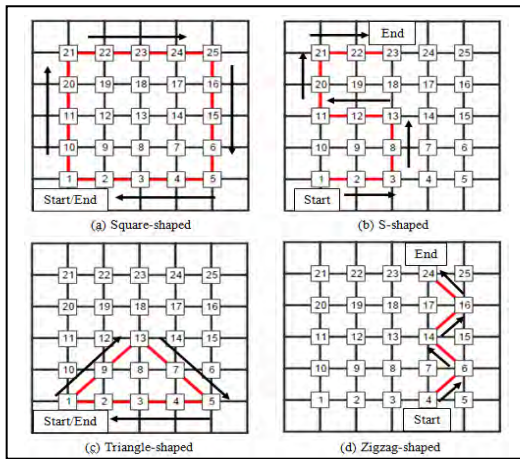 21 22 23 24 25
20 19 18 17 16
11 12 13 14 15
10 9 8 7 6
1 2 3 4 5
Start/End
(a) Square-shaped
End
21 22 23 24 25
20 19 18 17 16
11 12 13 14 15
10 9 8 7 6
1 2 3 4 5
Start
(b) S-shaped
21 22 23 24 25
20 19 18 17 16
11 12 13 14 15
10 9 8 7 6
1 2 3 4 5
Start/End
(c) Triangle-shaped
End
21 22 23 24 25
20 19 18 17 16
11 12 13 14 15
10 9 8 7 6
1 2 3 4 5
Start
(d) Zigzag-shaped